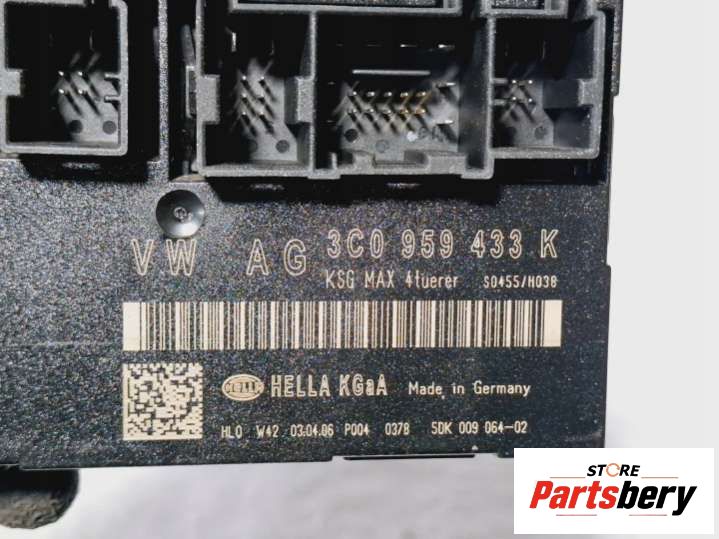 VW AG 3C0 959 433 K
KSG MAX 4tuerer S0455/H038
HELLA HELLA KGaA Made in Germany
HLO W42 03.04.06 P004 0378 5DK 009 064-02
STORE
Partsbery